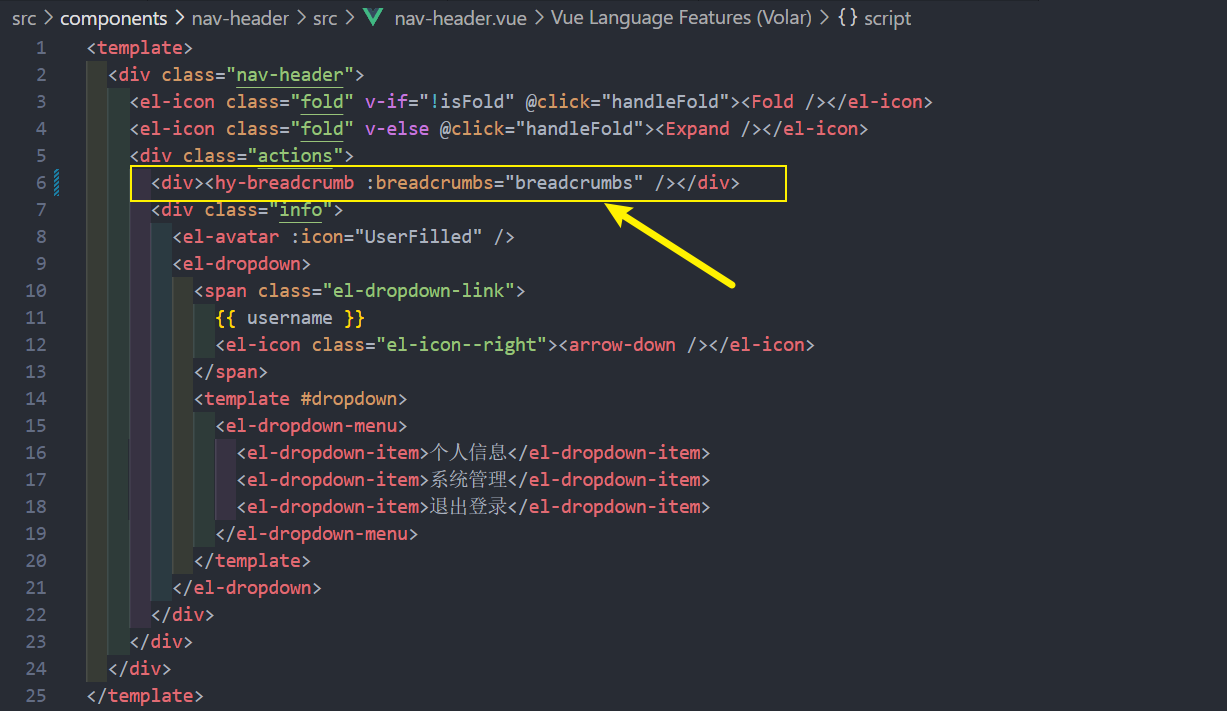 src > components > nav-header > src > nav-header.vue > Vue Language Features (Volar) > {} script
1 <template>
2 <div class="nav-header">
3 <el-icon class="fold" v-if="!isFold" @click="handleFold"><Fold /></el-icon>
4 <el-icon class="fold" v-else @click="handleFold"><Expand /></el-icon>
5 <div class="actions">
6 <div><hy-breadcrumb :breadcrumbs="breadcrumbs" /></div>
7 <div class="info">
8 <el-avatar :icon="UserFilled" />
9 <el-dropdown>
10 <span class="el-dropdown-link">
11 {{ username }}
12 <el-icon class="el-icon--right"><arrow-down /></el-icon>
13 </span>
14 <template #dropdown>
15 <el-dropdown-menu>
16 <el-dropdown-item>个人信息</el-dropdown-item>
17 <el-dropdown-item>系统管理</el-dropdown-item>
18 <el-dropdown-item>退出登录</el-dropdown-item>
19 </el-dropdown-menu>
20 </template>
21 </el-dropdown>
22 </div>
23 </div>
24 </div>
25 </template>